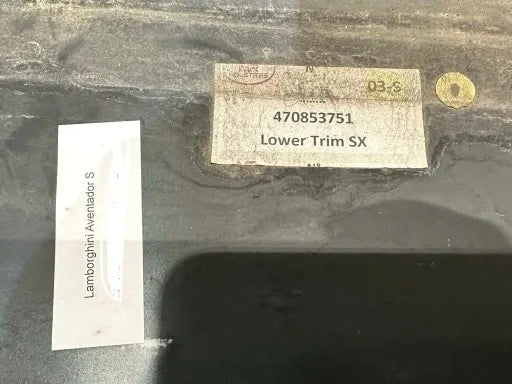 N
D3-S
470853751
Lower Trim SX
N°
Lamborghini Aventador S